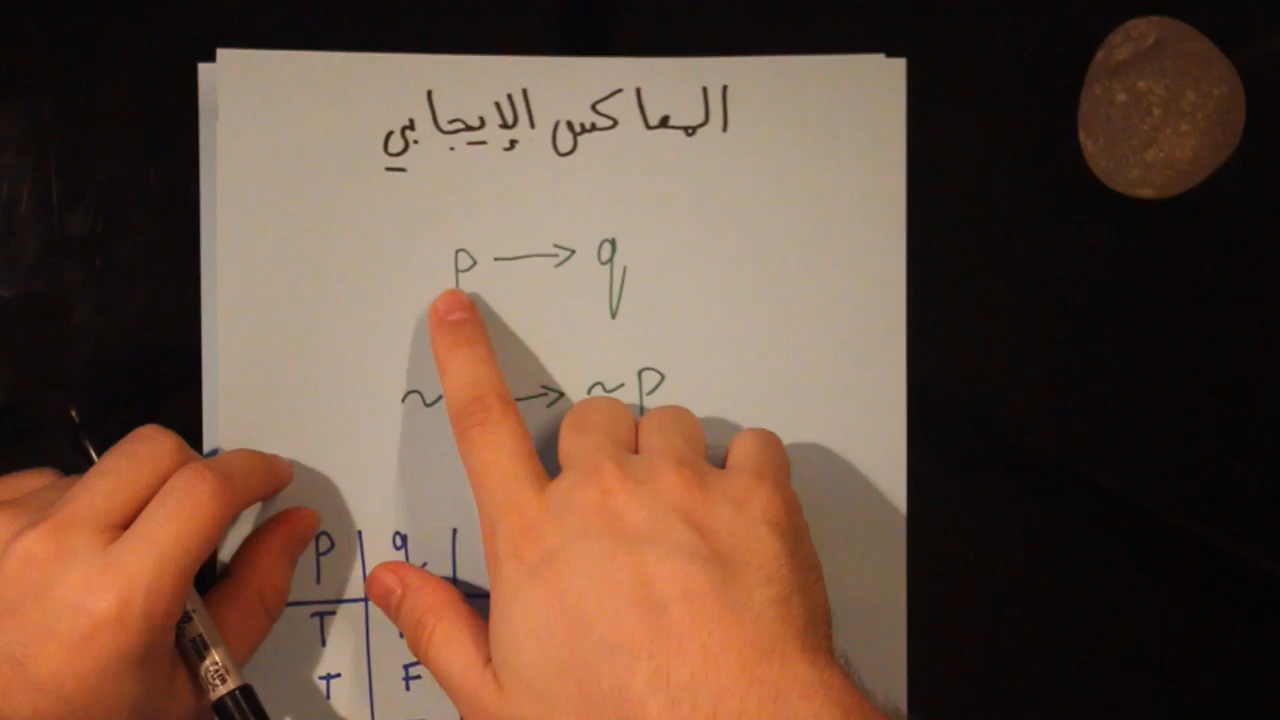 المعاكس الإيجابي
p → q
~ → ~p
p q
T
T F